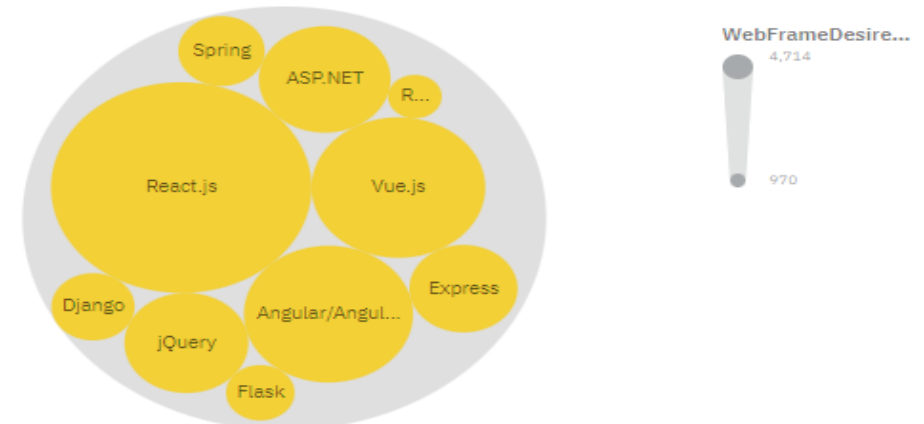 WebFrameDesire...
4,714
970
Spring
ASP.NET
R...
React.js
Vue.js
Django
jQuery
Angular/Angul...
Express
Flask